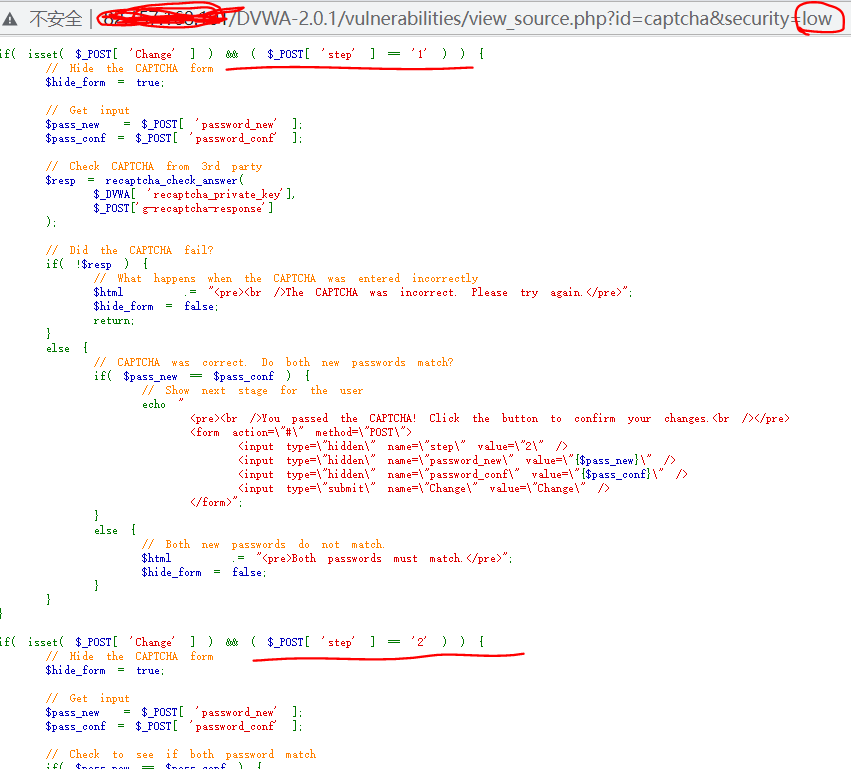 不安全 | /DVWA-2.0.1/vulnerabilities/view_source.php?id=captcha&security=low
if( isset( $_POST[ 'Change' ] ) && ( $_POST[ 'step' ] == '1' ) ) {
// Hide the CAPTCHA form
$hide_form = true;
// Get input
$pass_new = $_POST[ 'password_new' ];
$pass_conf = $_POST[ 'password_conf' ];
// Check CAPTCHA from 3rd party
$resp = recaptcha_check_answer(
$_DVWA[ 'recaptcha_private_key'],
$_POST['g-recaptcha-response']
);
// Did the CAPTCHA fail?
if( !$resp ) {
// What happens when the CAPTCHA was entered incorrectly
$html .= "<pre><br />The CAPTCHA was incorrect. Please try again.</pre>";
$hide_form = false;
return;
}
else {
// CAPTCHA was correct. Do both new passwords match?
if( $pass_new == $pass_conf ) {
// Show next stage for the user
echo "
<pre><br />You passed the CAPTCHA! Click the button to confirm your changes.<br /></pre>
<form action=\"#\" method=\"POST\">
<input type=\"hidden\" name=\"step\" value=\"2\" />
<input type=\"hidden\" name=\"password_new\" value=\"{$pass_new}\" />
<input type=\"hidden\" name=\"password_conf\" value=\"{$pass_conf}\" />
<input type=\"submit\" name=\"Change\" value=\"Change\" />
</form>";
}
else {
// Both new passwords do not match.
$html .= "<pre>Both passwords must match.</pre>";
$hide_form = false;
}
}
}
if( isset( $_POST[ 'Change' ] ) && ( $_POST[ 'step' ] == '2' ) ) {
// Hide the CAPTCHA form
$hide_form = true;
// Get input
$pass_new = $_POST[ 'password_new' ];
$pass_conf = $_POST[ 'password_conf' ];
// Check to see if both password match
if( $pass_new == $pass_conf ) {